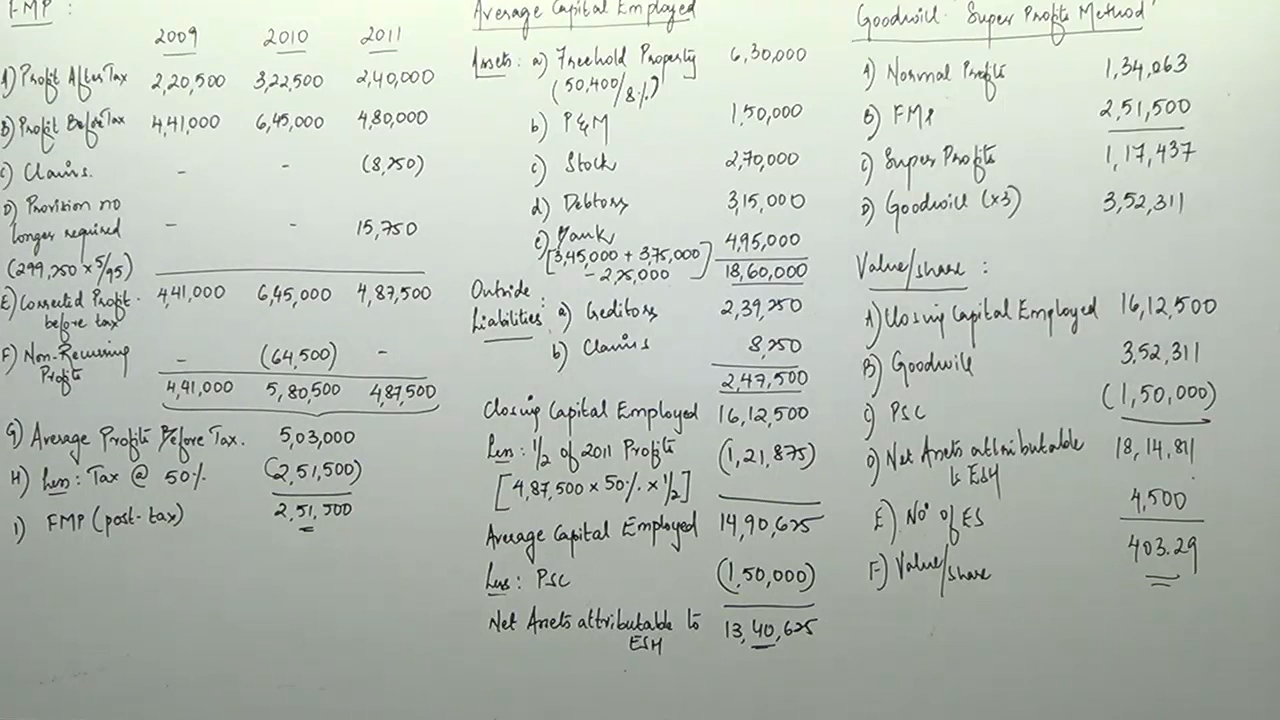 FMP :
2009 2010 2011
A) Profit After Tax 2,20,500 3,22,500 2,40,000
B) Profit Before Tax 4,41,000 6,45,000 4,80,000
C) Claims. - - (8,250)
D) Provision no
longer required - - 15,750
(299,250 x 5/95)
E) Corrected Profit 4,41,000 6,45,000 4,87,500
before tax
F) Non-Recurring - (64,500) -
Profits
4,41,000 5,80,500 4,87,500
G) Average Profits Before Tax. 5,03,000
H) Less: Tax @ 50% (2,51,500)
I) FMP (post-tax) 2,51,500
Average Capital Employed
Assets: a) Freehold Property 6,30,000
(50,400/8%)
b) P&M 1,50,000
c) Stock 2,70,000
d) Debtors 3,15,000
e) Bank 4,95,000
[3,45,000 + 3,75,000
- 2,25,000] 18,60,000
Outside
Liabilities: a) Creditors 2,39,250
b) Claims 8,250
2,47,500
Closing Capital Employed 16,12,500
Less: 1/2 of 2011 Profits (1,21,875)
[4,87,500 x 50% x 1/2]
Average Capital Employed 14,90,625
Less: PSC (1,50,000)
Net Assets attributable to 13,40,625
ESH
Goodwill: Super Profits Method
A) Normal Profits 1,34,063
B) FMP 2,51,500
C) Super Profits 1,17,437
D) Goodwill (x3) 3,52,311
Value/share :
A) Closing Capital Employed 16,12,500
B) Goodwill 3,52,311
C) PSC (1,50,000)
D) Net Assets attributable 18,14,811
to ESH
E) No of ES 4,500
F) Value/share 403.29